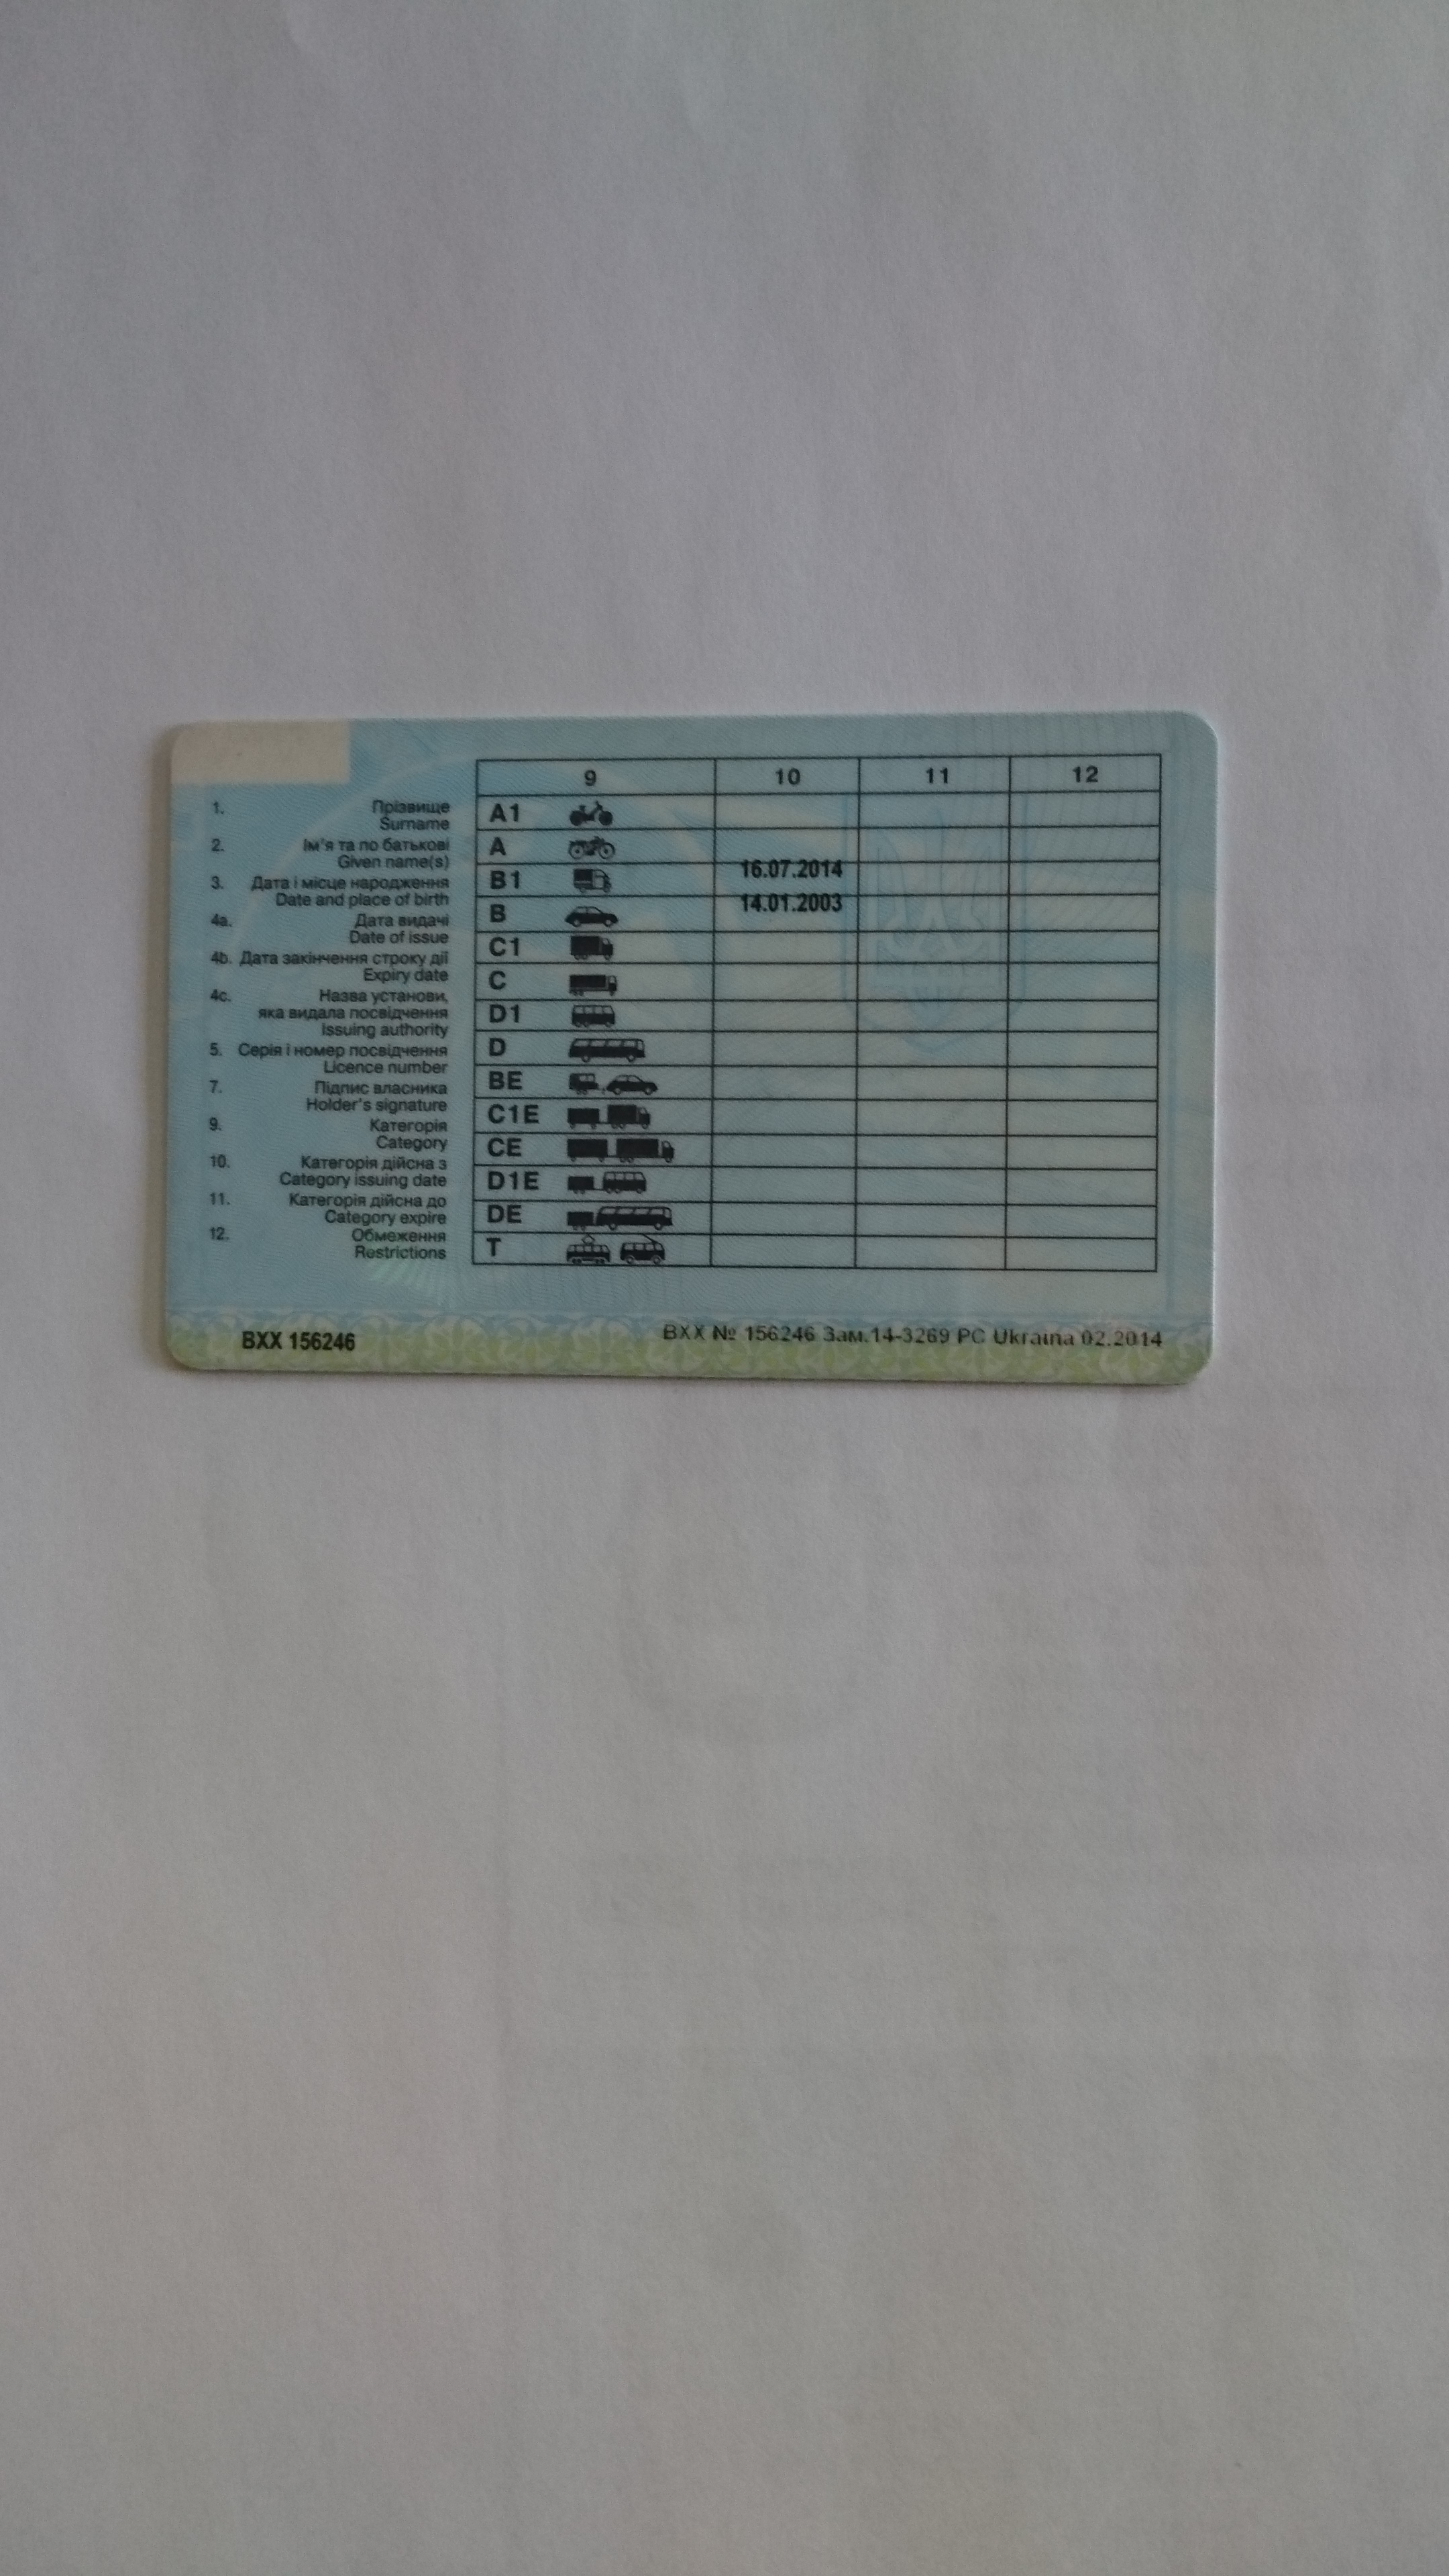 1. Прізвище
Surname
2. Ім'я та по батькові
Given name(s)
3. Дата і місце народження
Date and place of birth
4a. Дата видачі
Date of issue
4b. Дата закінчення строку дії
Expiry date
4c. Назва установи,
яка видала посвідчення
Issuing authority
5. Серія і номер посвідчення
Licence number
7. Підпис власника
Holder's signature
9. Категорія
Category
10. Категорія дійсна з
Category issuing date
11. Категорія дійсна до
Category expire
12. Обмеження
Restrictions
9 10 11 12
A1
A
B1 16.07.2014
B 14.01.2003
C1
C
D1
D
BE
C1E
CE
D1E
DE
T
BXX 156246
BXX № 156246 Зам.14-3269 PC Ukraina 02.2014